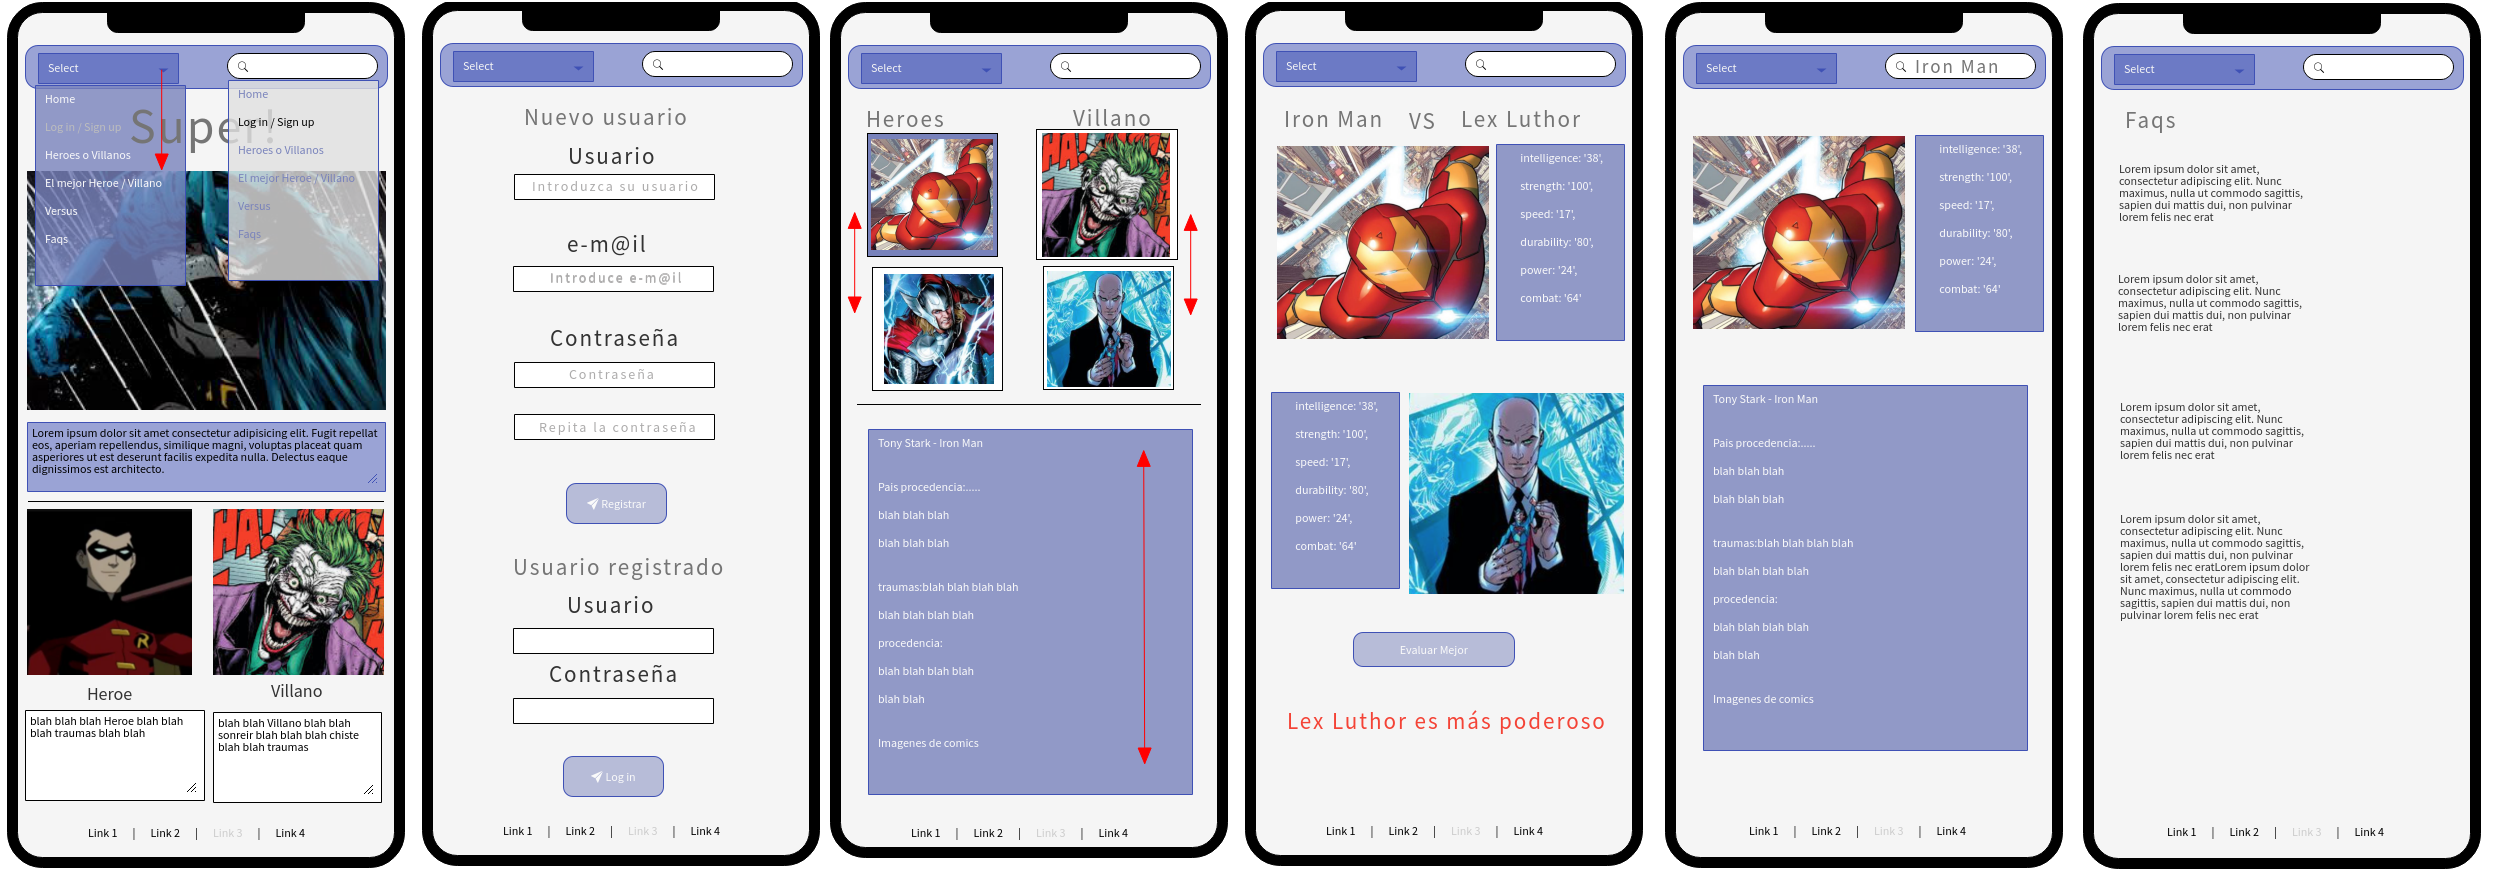 Select
Super!
Home
Log in / Sign up
Heroes o Villanos
El mejor Heroe / Villano
Versus
Faqs
Home
Log in / Sign up
Heroes o Villanos
El mejor Heroe / Villano
Versus
Faqs
Lorem ipsum dolor sit amet consectetur adipisicing elit. Fugit repellat
eos, aperiam repellendus, similique magni, voluptas placeat quam
asperiores ut est deserunt facilis expedita nulla. Delectus eaque
dignissimos est architecto.
HA!
HA!
R
Heroe
Villano
blah blah blah Heroe blah blah
blah traumas blah blah
blah blah Villano blah blah
sonreir blah blah blah chiste
blah blah traumas
Link 1 | Link 2 | Link 3 | Link 4
Select
Nuevo usuario
Usuario
Introduzca su usuario
e-m@il
Introduce e-m@il
Contraseña
Contraseña
Repita la contraseña
Registrar
Usuario registrado
Usuario
Contraseña
Log in
Link 1 | Link 2 | Link 3 | Link 4
Select
Heroes
Villano
HA!
HA!
Tony Stark - Iron Man
Pais procedencia:.....
blah blah blah
blah blah blah
traumas:blah blah blah blah
blah blah blah blah
procedencia:
blah blah blah blah
blah blah
Imagenes de comics
Link 1 | Link 2 | Link 3 | Link 4
Select
Iron Man VS Lex Luthor
intelligence: '38',
strength: '100',
speed: '17',
durability: '80',
power: '24',
combat: '64'
intelligence: '38',
strength: '100',
speed: '17',
durability: '80',
power: '24',
combat: '64'
Evaluar Mejor
Lex Luthor es más poderoso
Link 1 | Link 2 | Link 3 | Link 4
Select
Iron Man
intelligence: '38',
strength: '100',
speed: '17',
durability: '80',
power: '24',
combat: '64'
Tony Stark - Iron Man
Pais procedencia:.....
blah blah blah
blah blah blah
traumas:blah blah blah blah
blah blah blah blah
procedencia:
blah blah blah blah
blah blah
Imagenes de comics
Link 1 | Link 2 | Link 3 | Link 4
Select
Faqs
Lorem ipsum dolor sit amet,
consectetur adipiscing elit. Nunc
maximus, nulla ut commodo sagittis,
sapien dui mattis dui, non pulvinar
lorem felis nec erat
Lorem ipsum dolor sit amet,
consectetur adipiscing elit. Nunc
maximus, nulla ut commodo sagittis,
sapien dui mattis dui, non pulvinar
lorem felis nec erat
Lorem ipsum dolor sit amet,
consectetur adipiscing elit. Nunc
maximus, nulla ut commodo sagittis,
sapien dui mattis dui, non pulvinar
lorem felis nec erat
Lorem ipsum dolor sit amet,
consectetur adipiscing elit. Nunc
maximus, nulla ut commodo sagittis,
sapien dui mattis dui, non pulvinar
lorem felis nec eratLorem ipsum dolor
sit amet, consectetur adipiscing elit.
Nunc maximus, nulla ut commodo
sagittis, sapien dui mattis dui, non
pulvinar lorem felis nec erat
Link 1 | Link 2 | Link 3 | Link 4